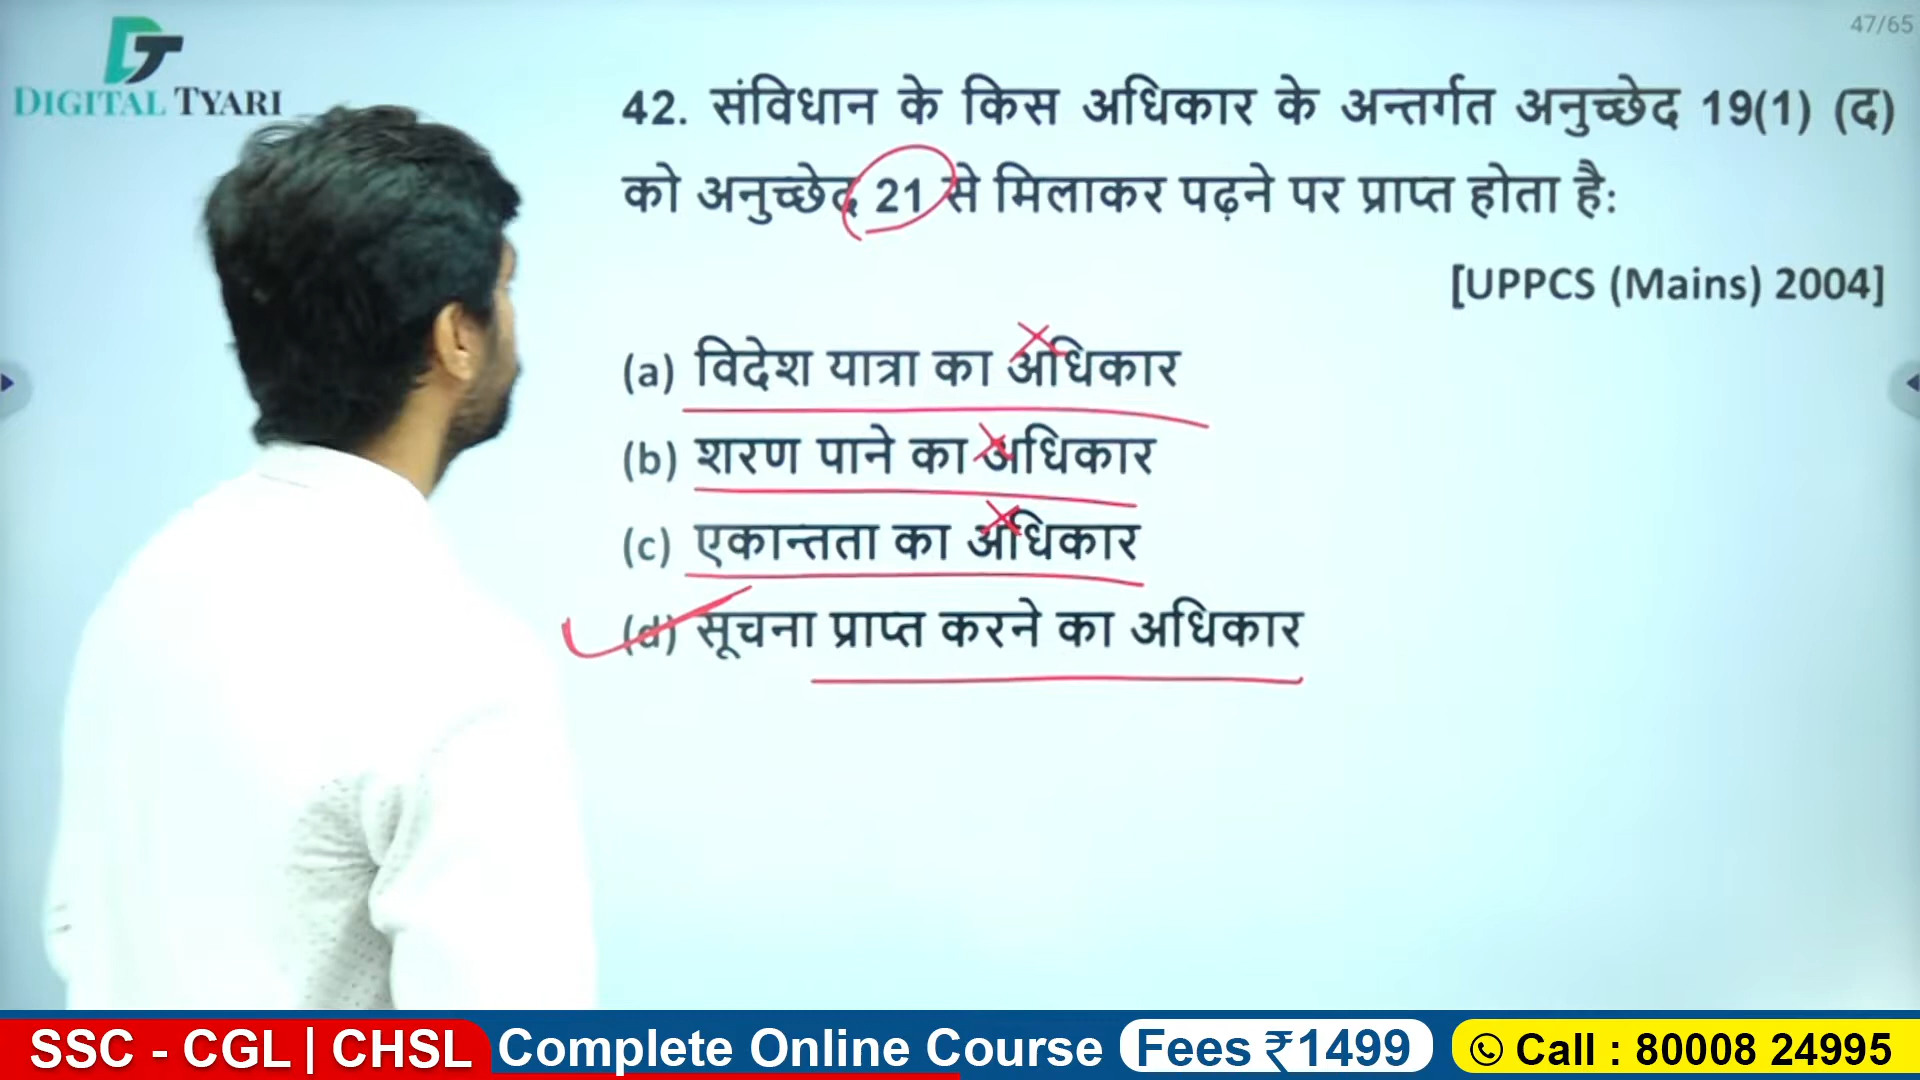 47/65
DT
DIGITAL TYARI
42. संविधान के किस अधिकार के अन्तर्गत अनुच्छेद 19(1) (द)
को अनुच्छेद 21 से मिलाकर पढ़ने पर प्राप्त होता है:
[UPPCS (Mains) 2004]
(a) विदेश यात्रा का अधिकार
(b) शरण पाने का अधिकार
(c) एकान्तता का अधिकार
(d) सूचना प्राप्त करने का अधिकार
SSC - CGL | CHSL Complete Online Course Fees ₹1499 Call : 80008 24995